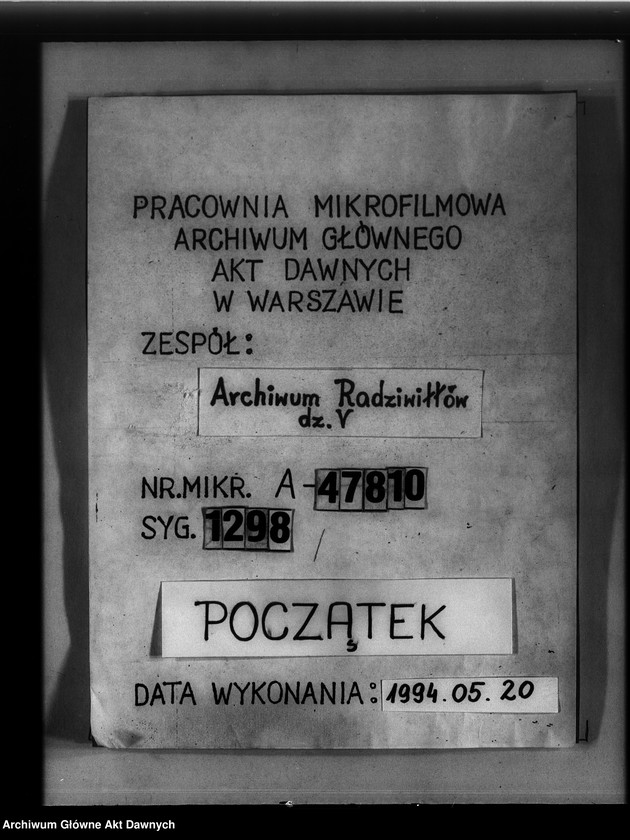 PRACOWNIA MIKROFILMOWA
ARCHIWUM GŁÓWNEGO
AKT DAWNYCH
W WARSZAWIE
ZESPÓŁ:
Archiwum Radziwiłłów
dz. V
NR.MIKR. A-47810
SYG. 1298 /
POCZĄTEK
DATA WYKONANIA: 1994.05.20
Archiwum Główne Akt Dawnych